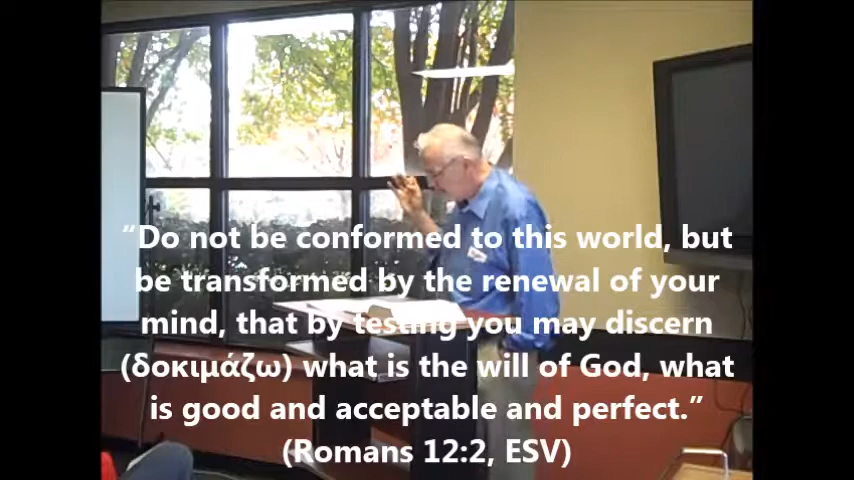 “Do not be conformed to this world, but
be transformed by the renewal of your
mind, that by testing you may discern
(δοκιμάζω) what is the will of God, what
is good and acceptable and perfect.”
(Romans 12:2, ESV)